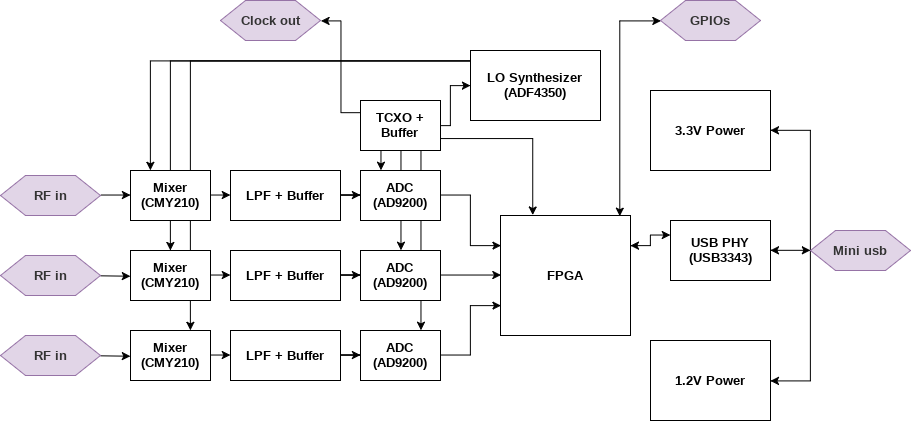 Clock out
GPIOs
LO Synthesizer
(ADF4350)
TCXO +
Buffer
3.3V Power
RF in
Mixer
(CMY210)
LPF + Buffer
ADC
(AD9200)
RF in
Mixer
(CMY210)
LPF + Buffer
ADC
(AD9200)
FPGA
USB PHY
(USB3343)
Mini usb
RF in
Mixer
(CMY210)
LPF + Buffer
ADC
(AD9200)
1.2V Power